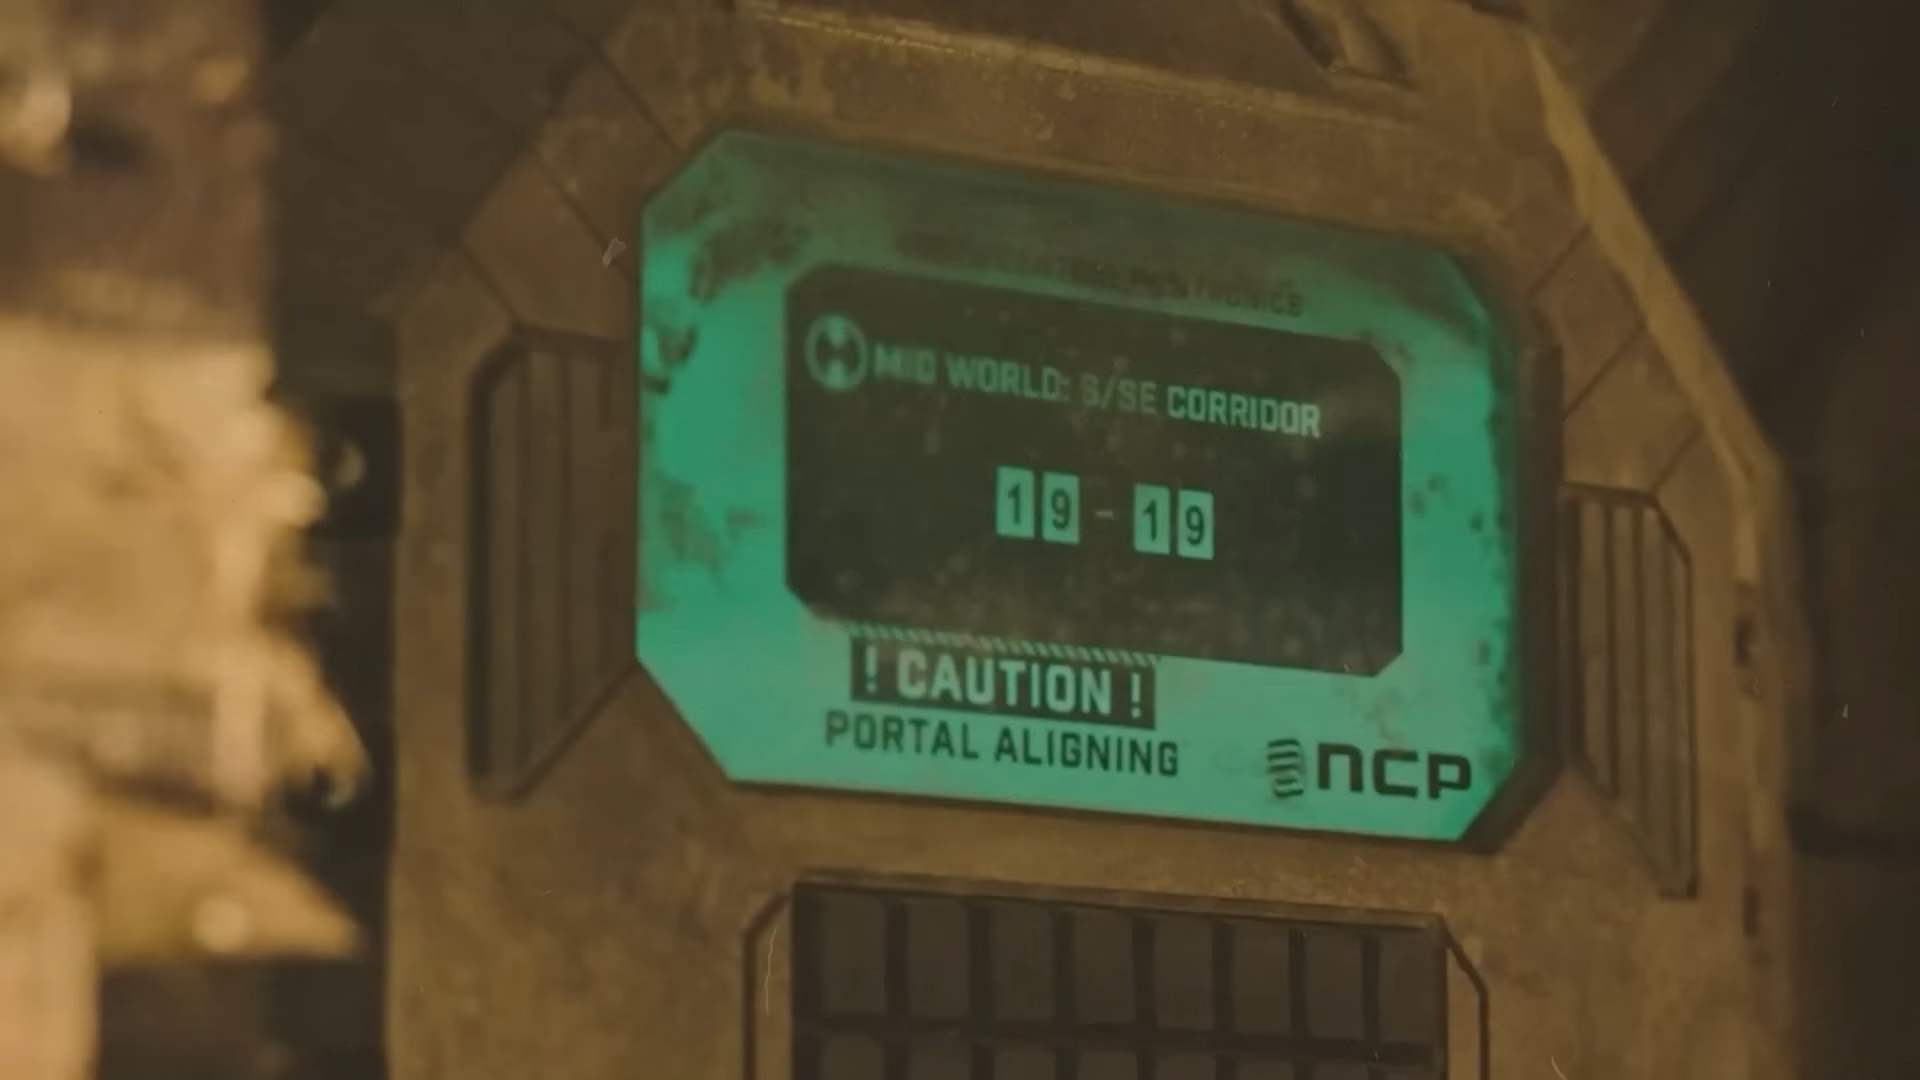 MID WORLD: S/SE CORRIDOR
19 - 19
! CAUTION !
PORTAL ALIGNING
NCP